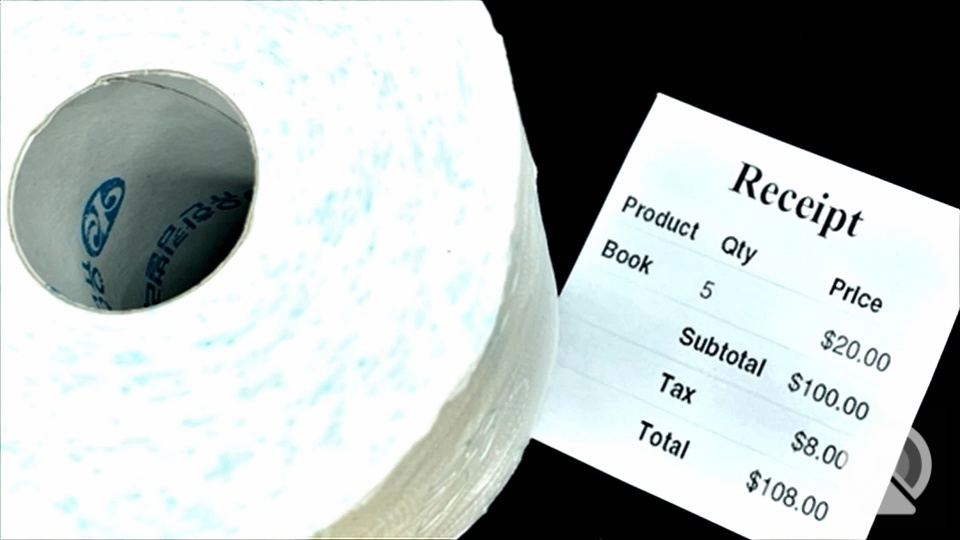 Receipt
Product Qty Price
Book 5 $20.00
Subtotal $100.00
Tax $8.00
Total $108.00